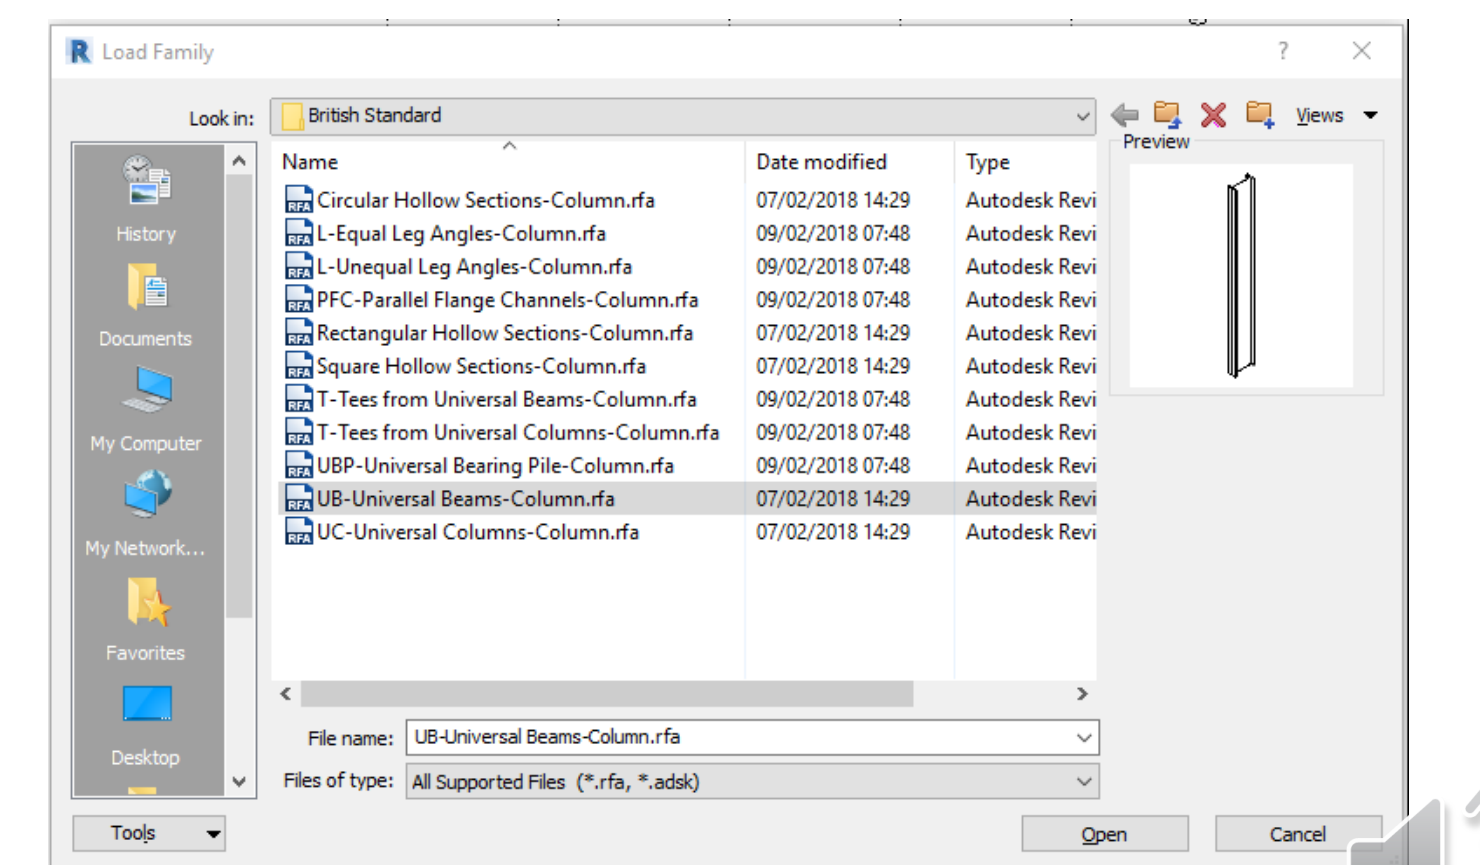 Load Family
Look in: British Standard Views
Preview
Name Date modified Type
Circular Hollow Sections-Column.rfa 07/02/2018 14:29 Autodesk Revi
L-Equal Leg Angles-Column.rfa 09/02/2018 07:48 Autodesk Revi
L-Unequal Leg Angles-Column.rfa 09/02/2018 07:48 Autodesk Revi
PFC-Parallel Flange Channels-Column.rfa 09/02/2018 07:48 Autodesk Revi
Rectangular Hollow Sections-Column.rfa 07/02/2018 14:29 Autodesk Revi
Square Hollow Sections-Column.rfa 07/02/2018 14:29 Autodesk Revi
T-Tees from Universal Beams-Column.rfa 09/02/2018 07:48 Autodesk Revi
T-Tees from Universal Columns-Column.rfa 09/02/2018 07:48 Autodesk Revi
UBP-Universal Bearing Pile-Column.rfa 09/02/2018 07:48 Autodesk Revi
UB-Universal Beams-Column.rfa 07/02/2018 14:29 Autodesk Revi
UC-Universal Columns-Column.rfa 07/02/2018 14:29 Autodesk Revi
History
Documents
My Computer
My Network...
Favorites
Desktop
File name: UB-Universal Beams-Column.rfa
Files of type: All Supported Files (*.rfa, *.adsk)
Tools Open Cancel